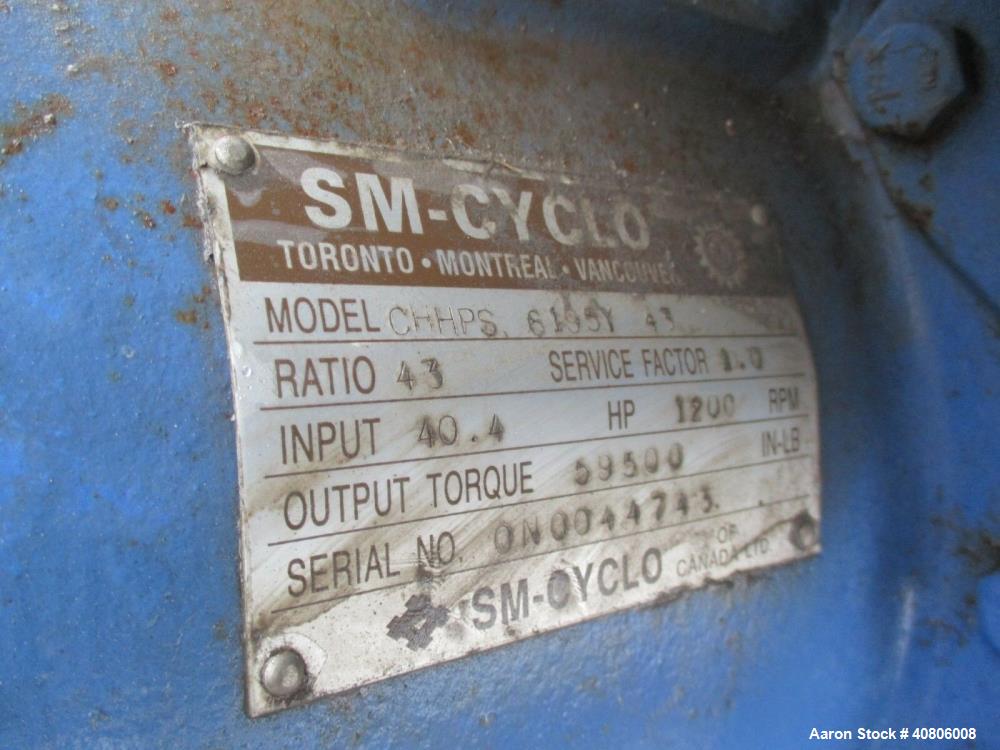 SM-CYCLO
TORONTO • MONTREAL • VANCOUVER
MODEL CHHPS. 6195Y 43
RATIO 43 SERVICE FACTOR 1.0
INPUT 40.4 HP 1200 RPM
OUTPUT TORQUE 59500 IN-LB
SERIAL NO. 0N0044743.
SM-CYCLO OF CANADA LTD.
Aaron Stock # 40806008